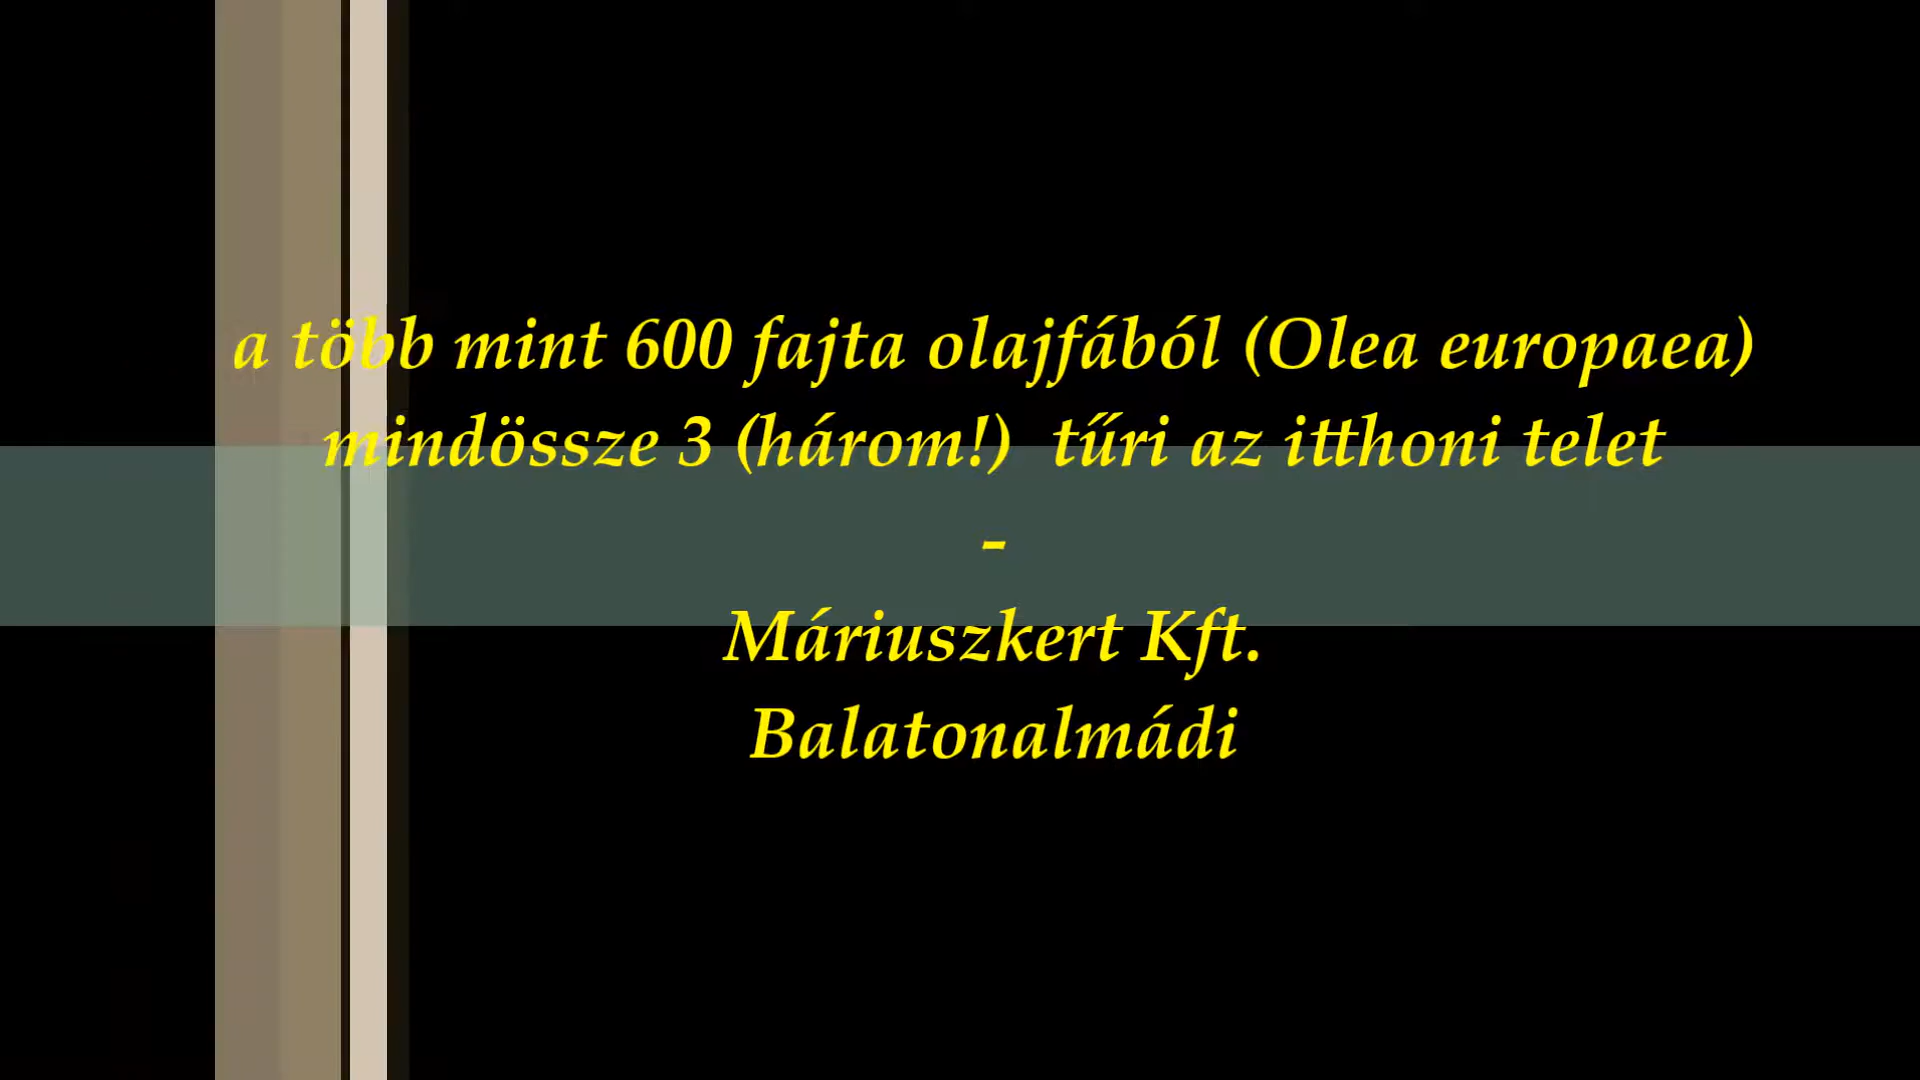 a több mint 600 fajta olajfából (Olea europaea)
mindössze 3 (három!) tűri az itthoni telet
-
Máriuszkert Kft.
Balatonalmádi